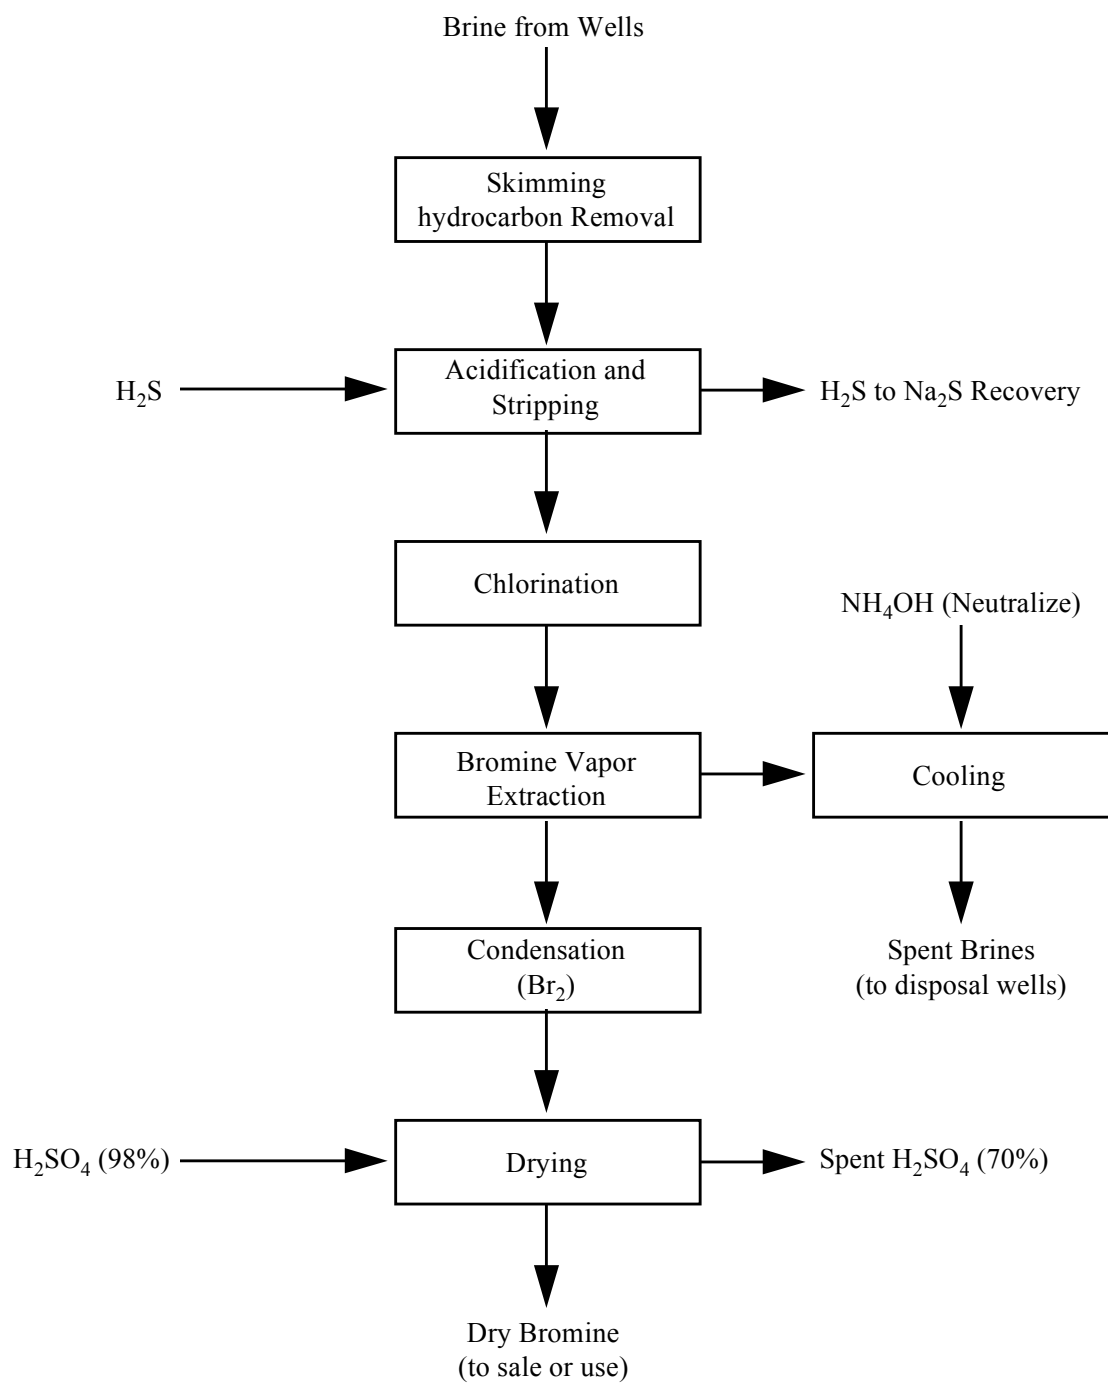 Brine from Wells
Skimming
hydrocarbon Removal
H₂S
Acidification and
Stripping
H₂S to Na₂S Recovery
Chlorination
NH₄OH (Neutralize)
Bromine Vapor
Extraction
Cooling
Condensation
(Br₂)
Spent Brines
(to disposal wells)
H₂SO₄ (98%)
Drying
Spent H₂SO₄ (70%)
Dry Bromine
(to sale or use)